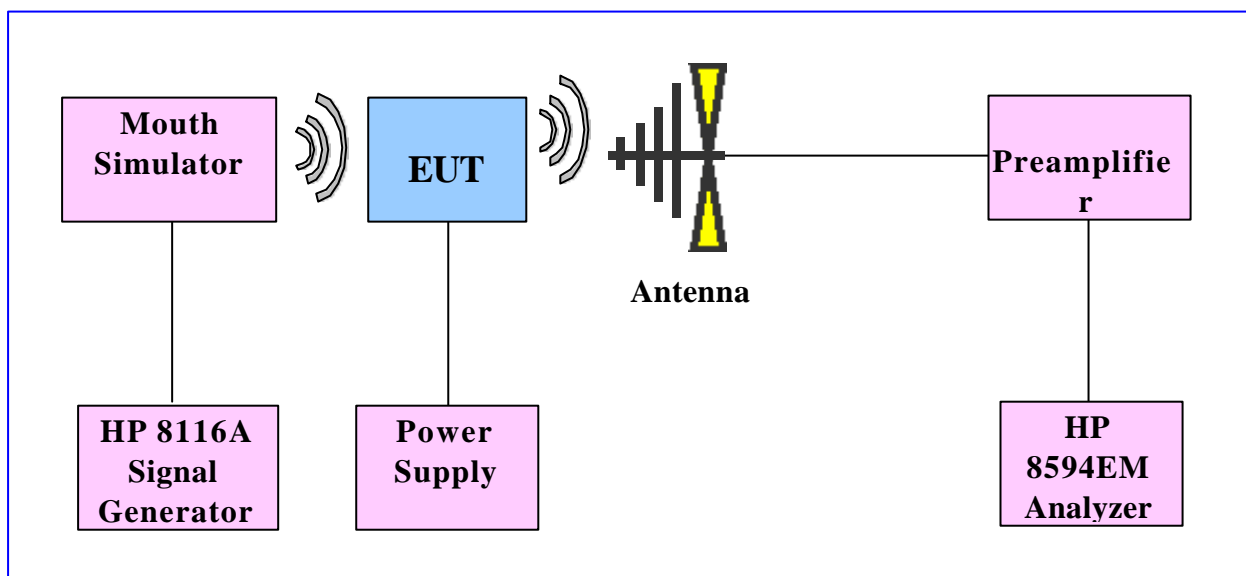 Mouth
Simulator
EUT
Preamplifie
r
Antenna
HP 8116A
Signal
Generator
Power
Supply
HP
8594EM
Analyzer